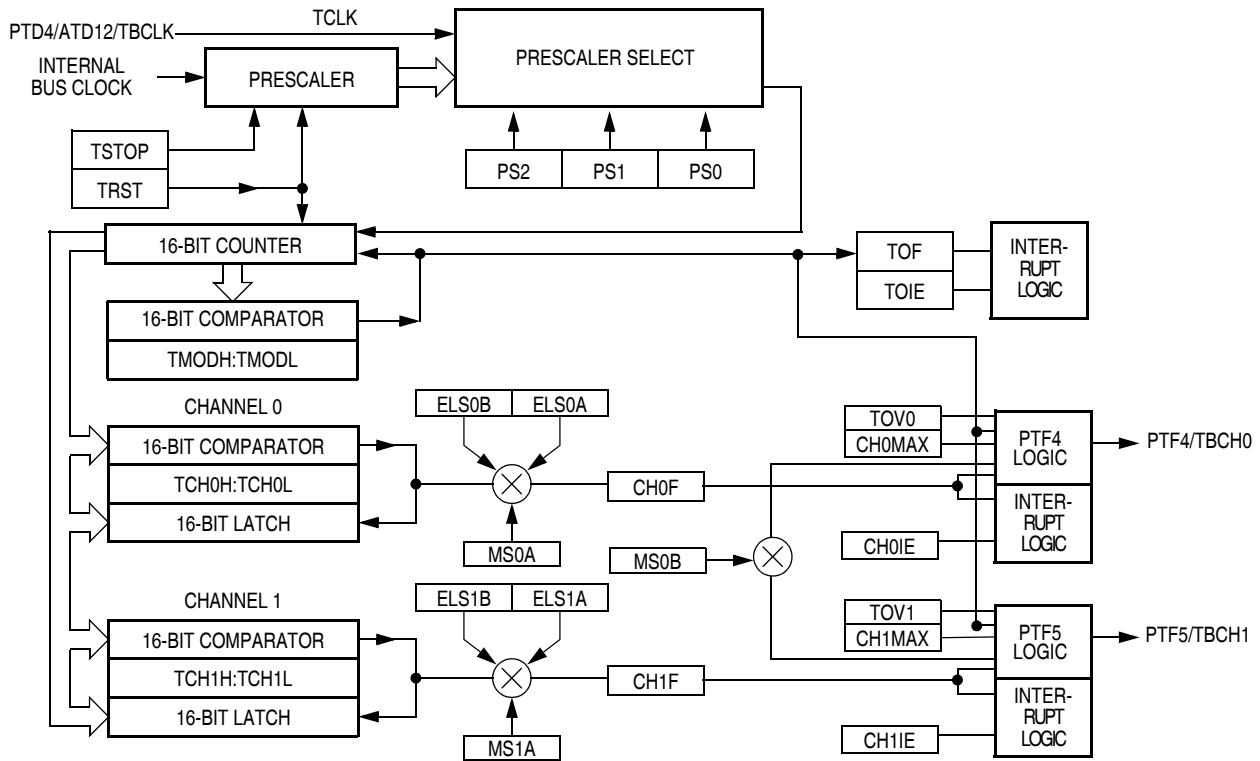 TCLK
PTD4/ATD12/TBCLK
PRESCALER SELECT
INTERNAL
BUS CLOCK
PRESCALER
TSTOP
TRST
PS2
PS1
PS0
16-BIT COUNTER
TOF
TOIE
INTER-
RUPT
LOGIC
16-BIT COMPARATOR
TMODH:TMODL
CHANNEL 0
ELS0B
ELS0A
TOV0
CH0MAX
PTF4
LOGIC
PTF4/TBCH0
16-BIT COMPARATOR
TCH0H:TCH0L
16-BIT LATCH
CH0F
INTER-
RUPT
LOGIC
MS0A
MS0B
CH0IE
CHANNEL 1
ELS1B
ELS1A
TOV1
CH1MAX
PTF5
LOGIC
PTF5/TBCH1
16-BIT COMPARATOR
TCH1H:TCH1L
16-BIT LATCH
CH1F
INTER-
RUPT
LOGIC
MS1A
CH1IE